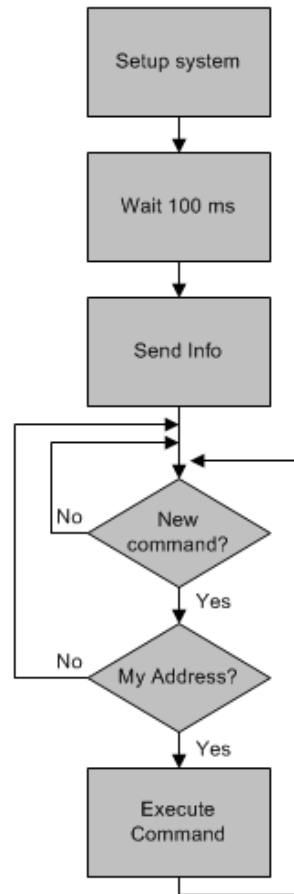 Setup system
Wait 100 ms
Send Info
No
New
command?
Yes
No
My Address?
Yes
Execute
Command